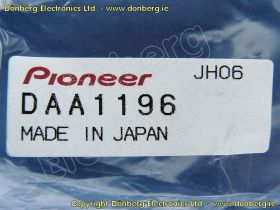 Donberg Electronics Ltd. - www.donberg.ie
Pioneer
JH06
DAA1196
MADE IN JAPAN
Copyright Donberg Electronics Ltd. - www.donberg.ie